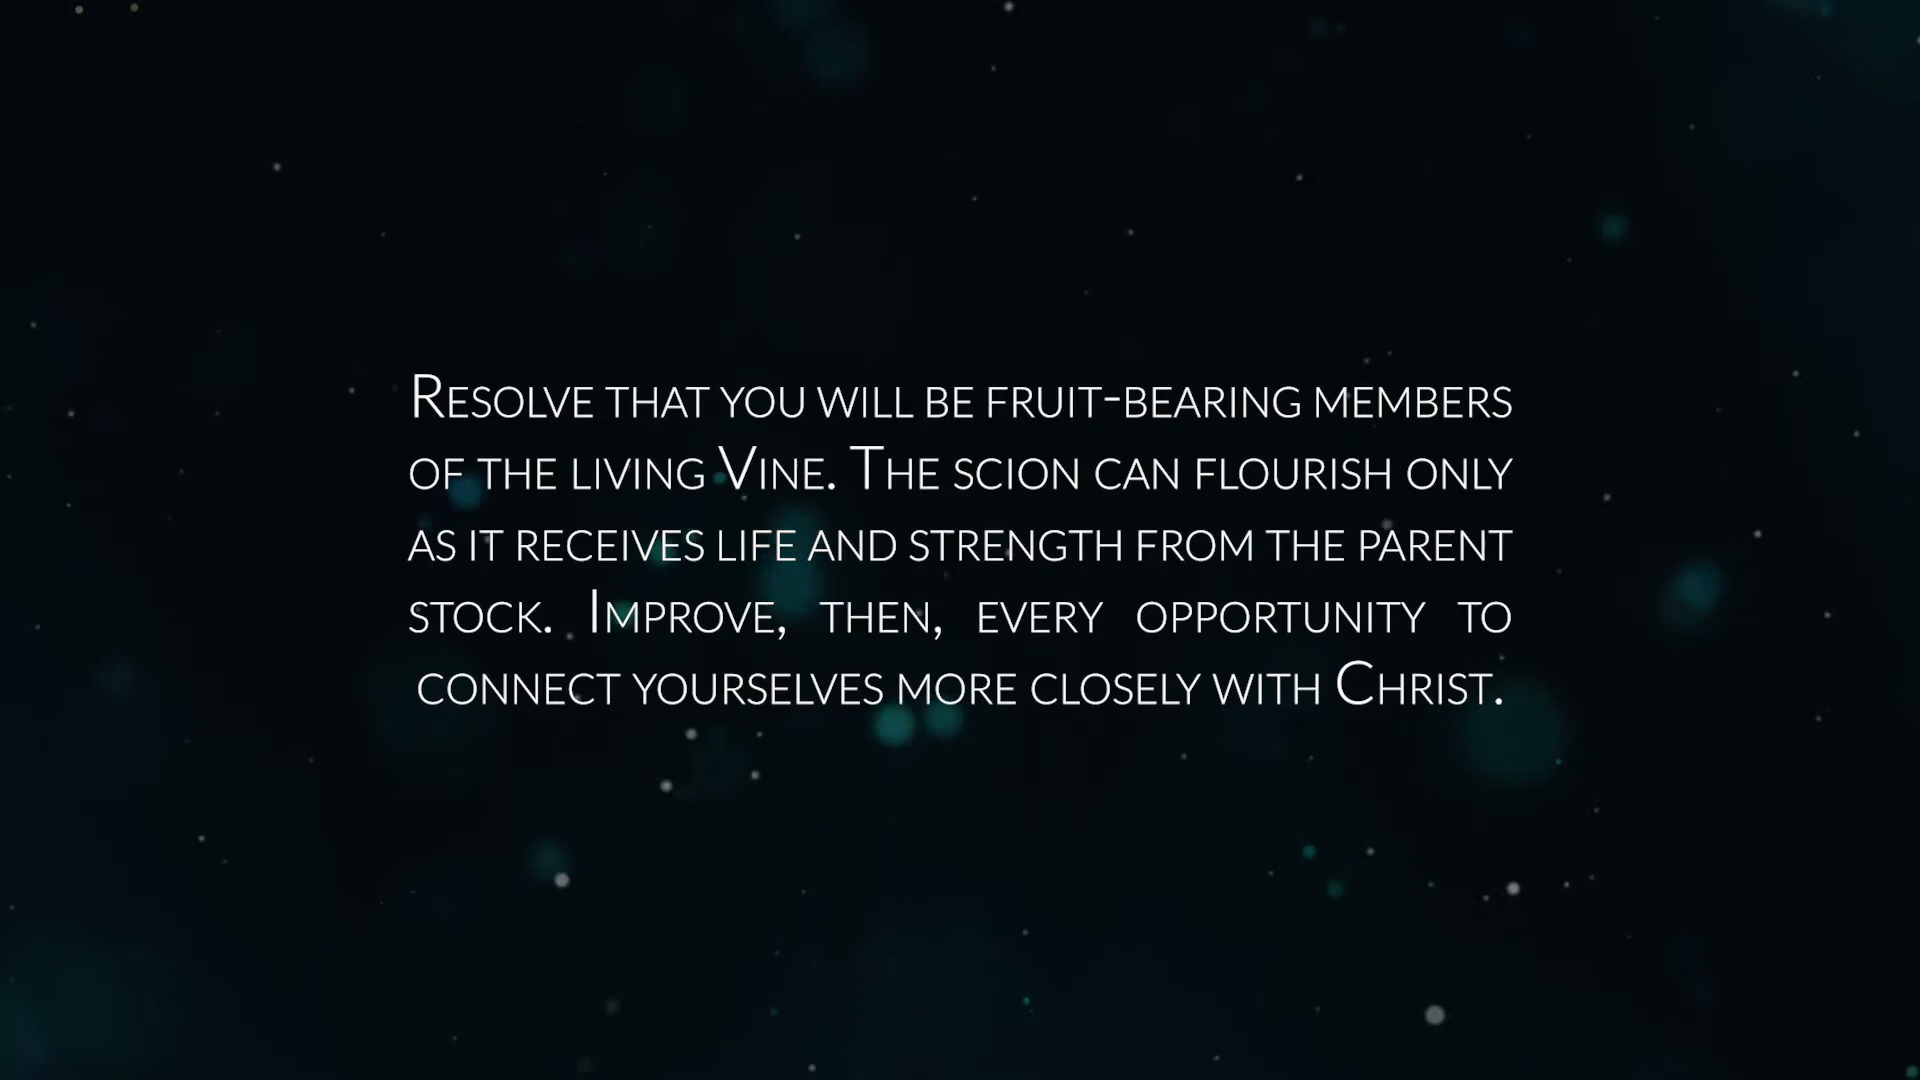 Resolve that you will be fruit-bearing members
of the living Vine. The scion can flourish only
as it receives life and strength from the parent
stock. Improve, then, every opportunity to
connect yourselves more closely with Christ.